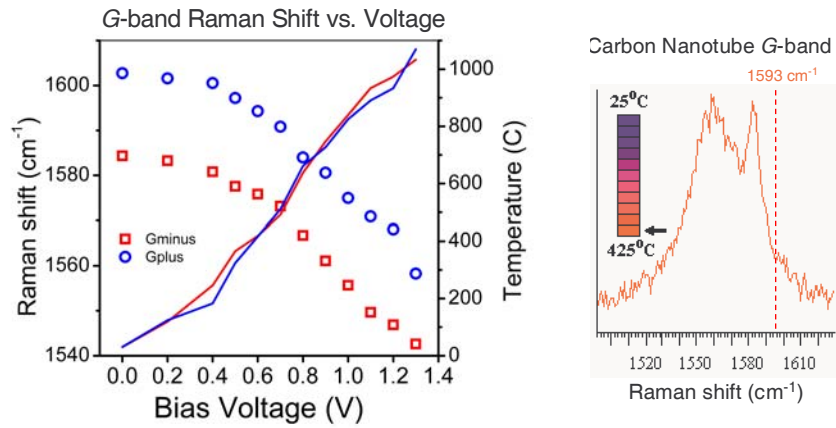 G-band Raman Shift vs. Voltage
Raman shift (cm⁻¹)
1600
1580
1560
1540
Gminus
Gplus
1000
800
600
400
200
0
Temperature (C)
0.0 0.2 0.4 0.6 0.8 1.0 1.2 1.4
Bias Voltage (V)
Carbon Nanotube G-band
1593 cm⁻¹
25⁰C
425⁰C
1520 1550 1580 1610
Raman shift (cm⁻¹)